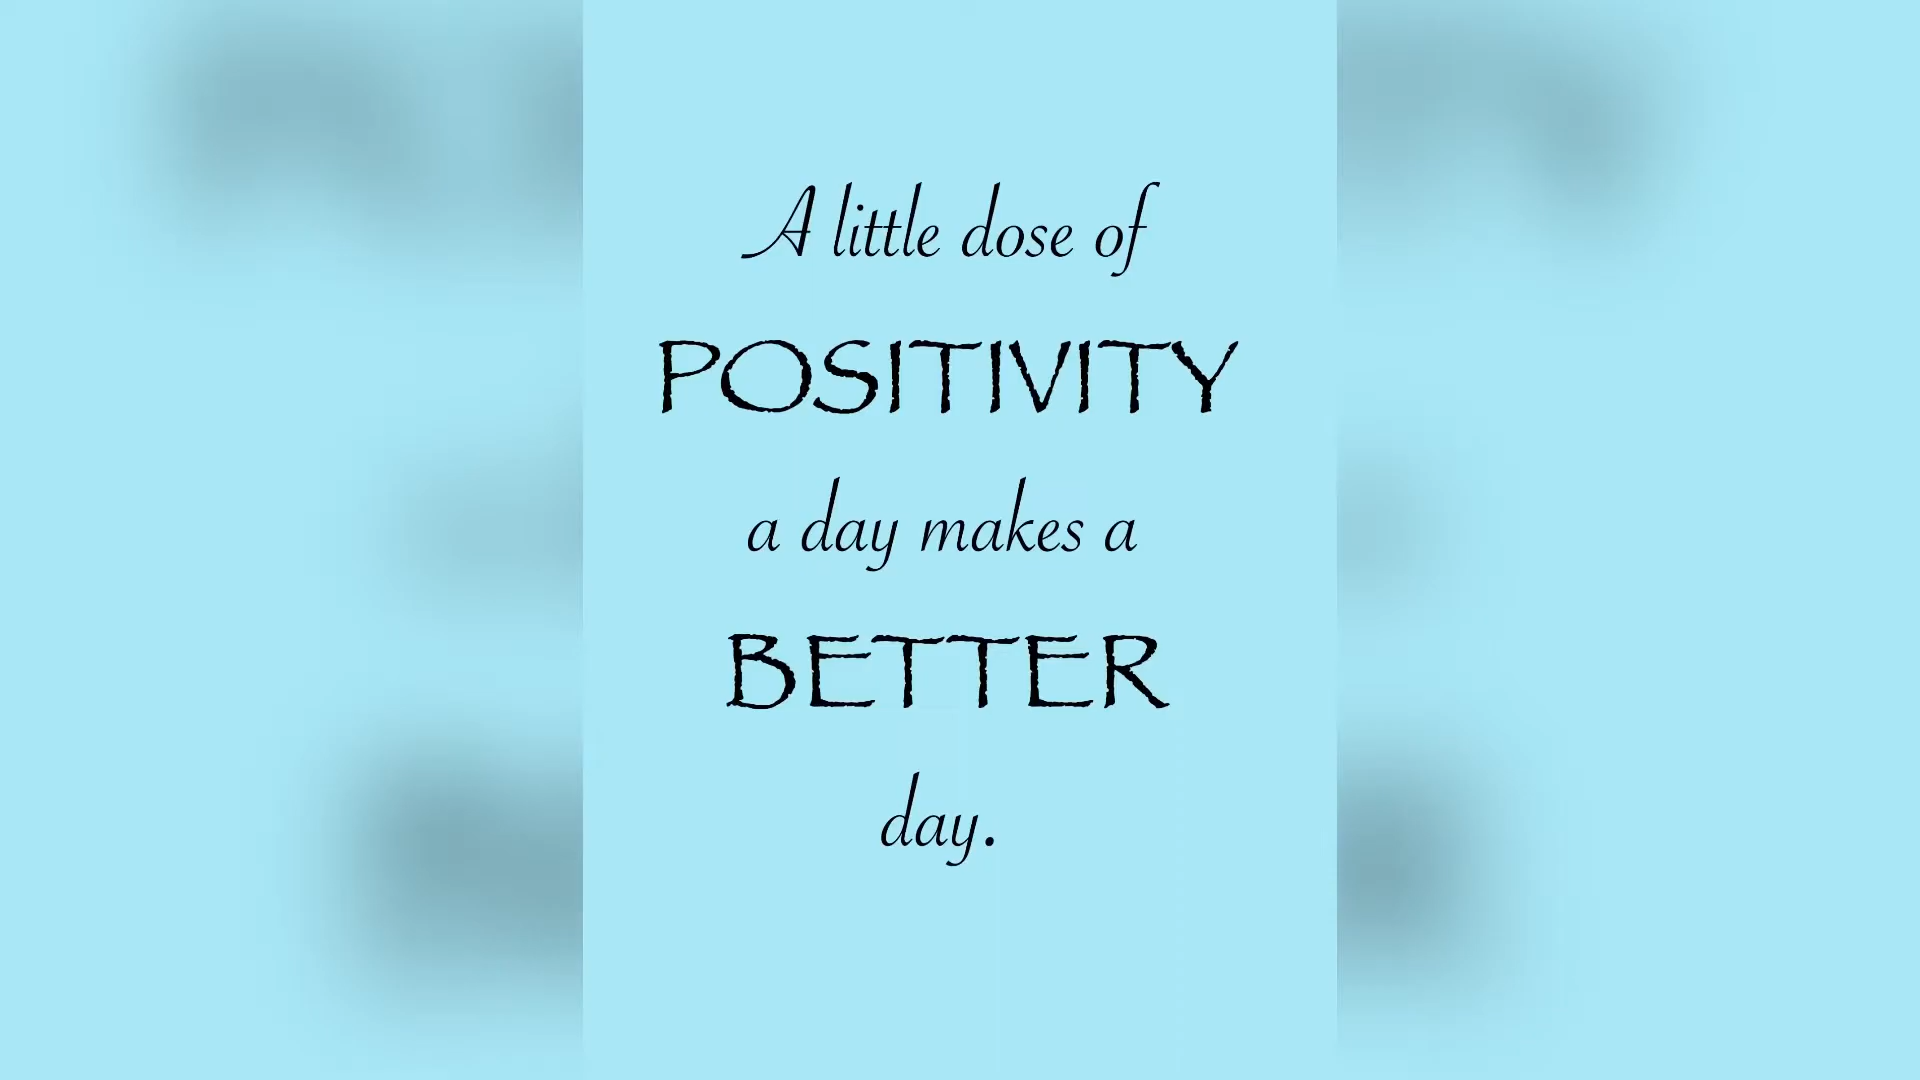 A little dose of
POSITIVITY
a day makes a
BETTER
day.